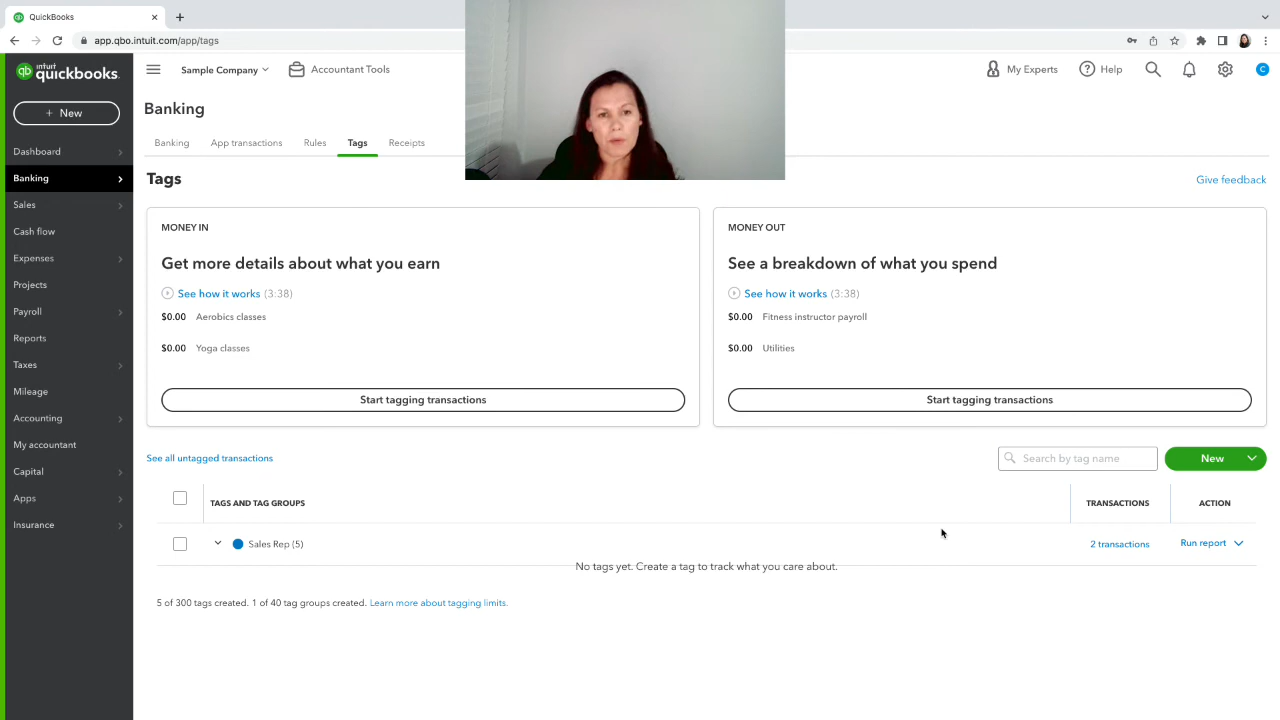 QuickBooks
app.qbo.intuit.com/app/tags
intuit
quickbooks.
Sample Company
Accountant Tools
My Experts
Help
C
+ New
Dashboard
Banking
Sales
Cash flow
Expenses
Projects
Payroll
Reports
Taxes
Mileage
Accounting
My accountant
Capital
Apps
Insurance
Banking
Banking App transactions Rules Tags Receipts
Tags
Give feedback
MONEY IN
Get more details about what you earn
See how it works (3:38)
$0.00 Aerobics classes
$0.00 Yoga classes
Start tagging transactions
MONEY OUT
See a breakdown of what you spend
See how it works (3:38)
$0.00 Fitness instructor payroll
$0.00 Utilities
Start tagging transactions
See all untagged transactions
Search by tag name
New
TAGS AND TAG GROUPS TRANSACTIONS ACTION
Sales Rep (5) 2 transactions Run report
No tags yet. Create a tag to track what you care about.
5 of 300 tags created. 1 of 40 tag groups created. Learn more about tagging limits.